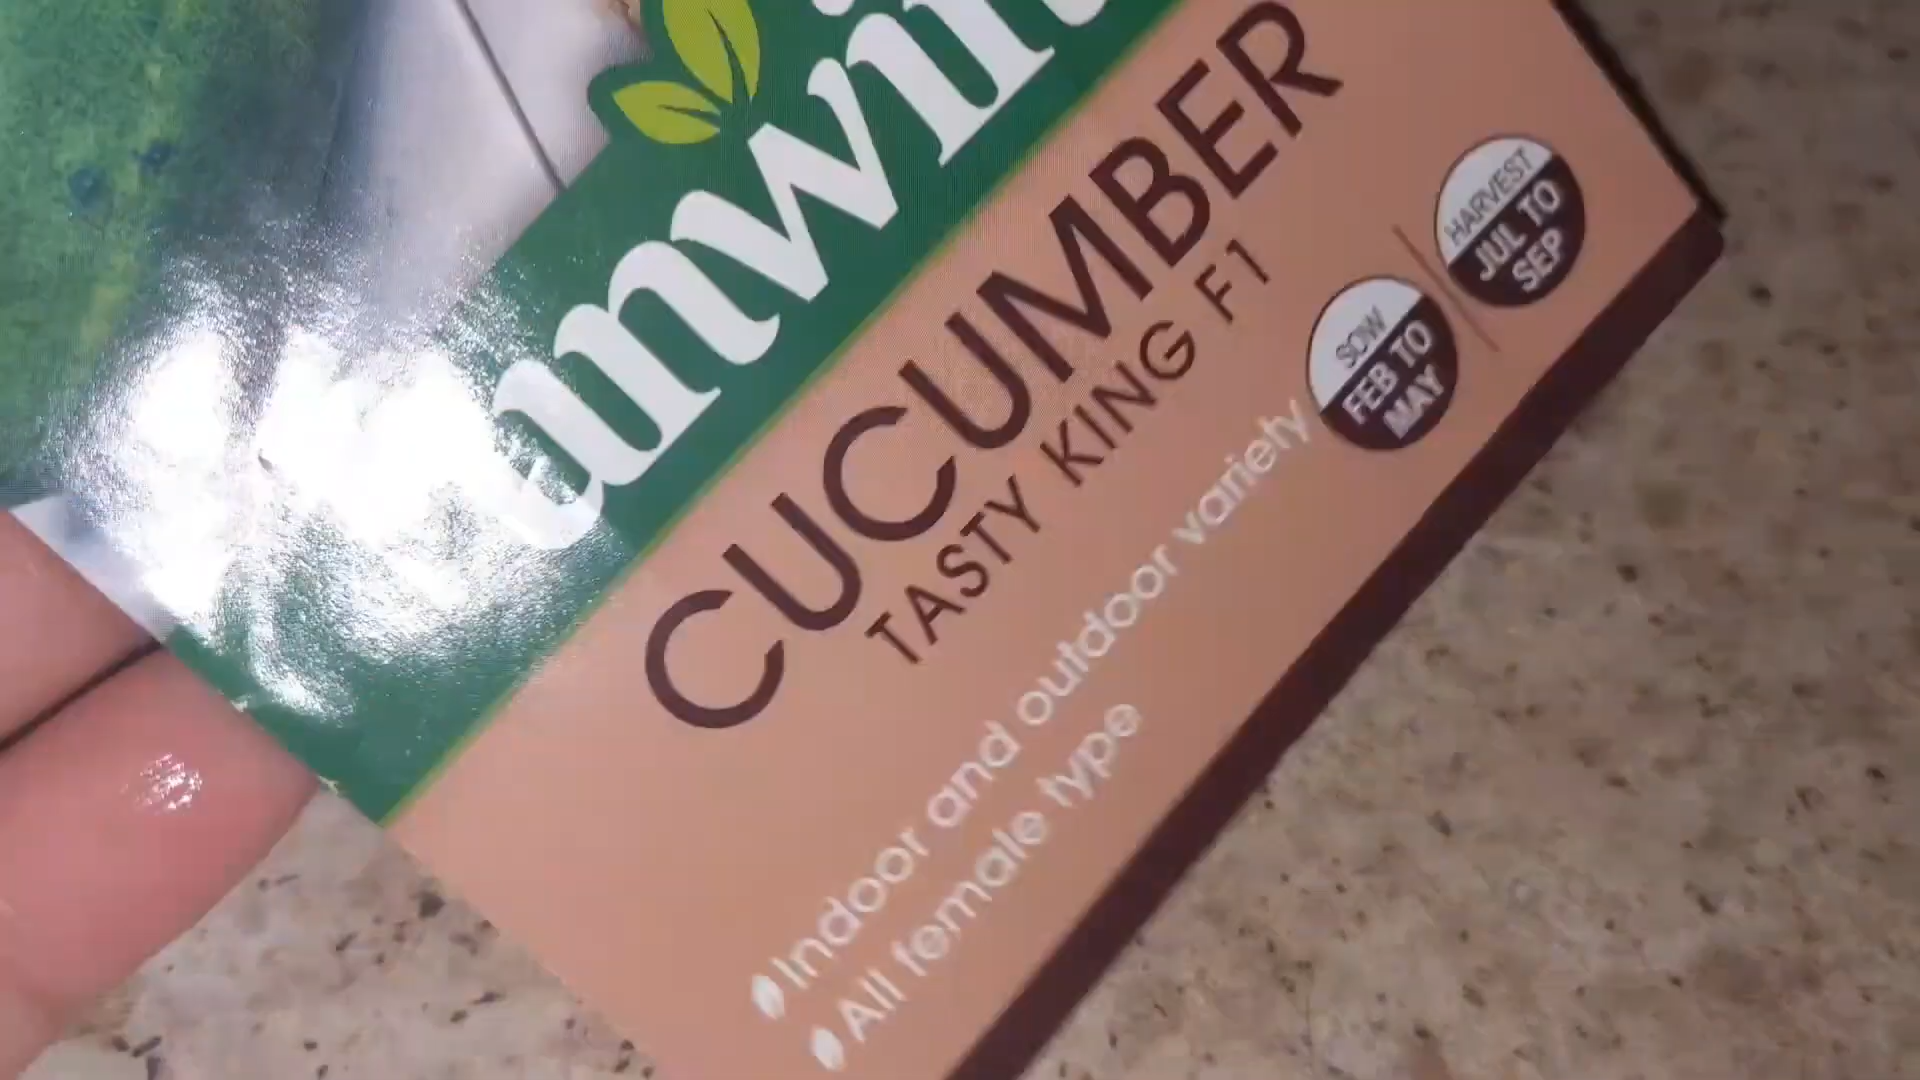 unwin
CUCUMBER
TASTY KING F1
Indoor and outdoor variety
All female type
SOW
FEB TO
MAY
HARVEST
JUL TO
SEP